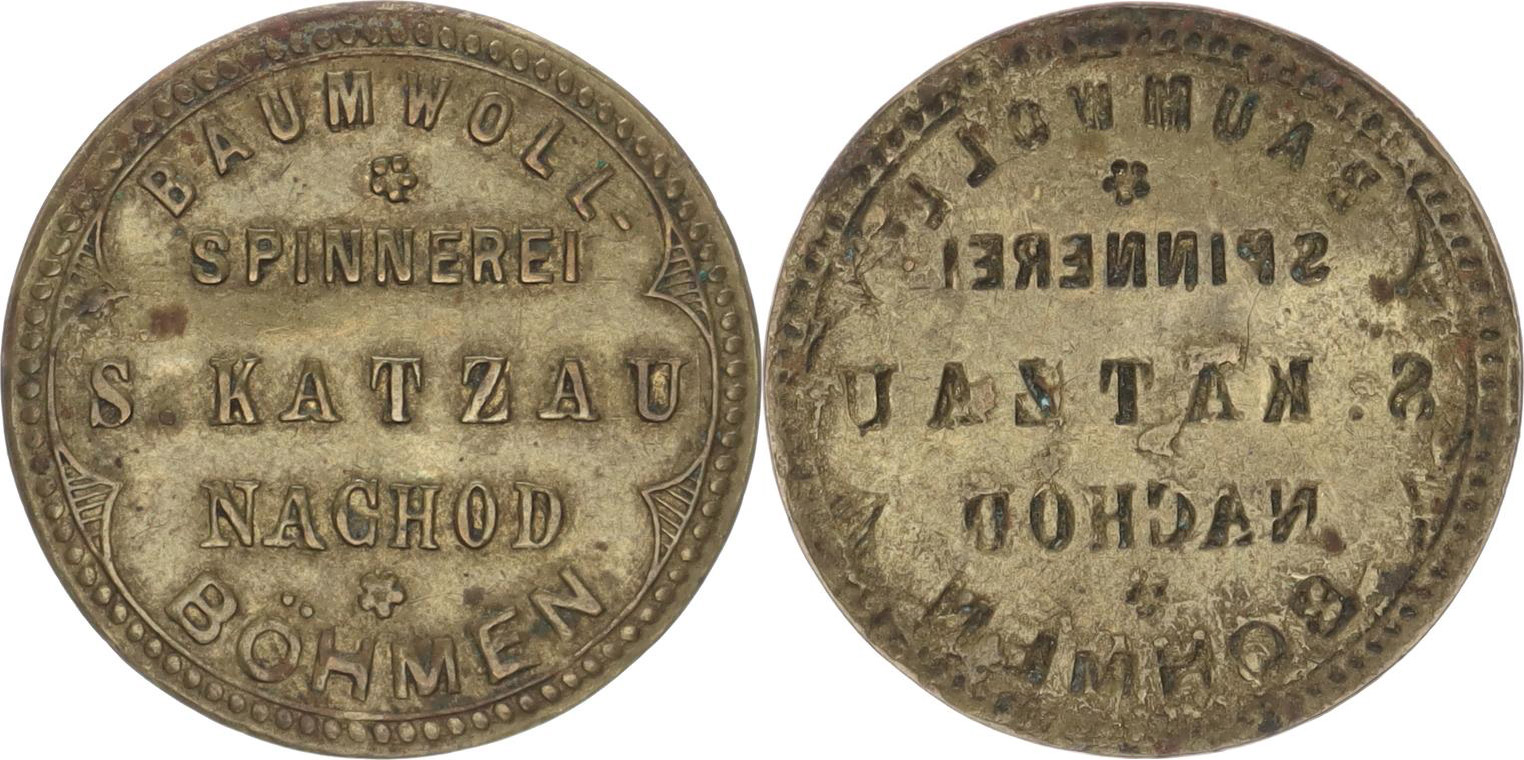 BAUMWOLL-
SPINNEREI
S. KATZAU
NACHOD
BÖHMEN
BAUMWOLL-
SPINNEREI
S. KATZAU
NACHOD
BÖHMEN